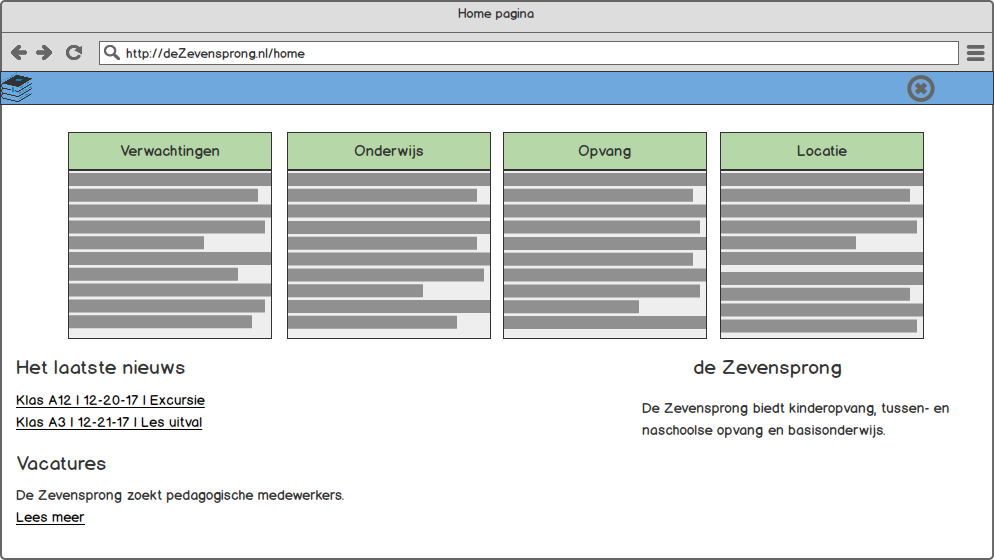 Home pagina
http://deZevensprong.nl/home
Verwachtingen
Onderwijs
Opvang
Locatie
Het laatste nieuws
Klas A12 | 12-20-17 | Excursie
Klas A3 | 12-21-17 | Les uitval
de Zevensprong
De Zevensprong biedt kinderopvang, tussen- en
naschoolse opvang en basisonderwijs.
Vacatures
De Zevensprong zoekt pedagogische medewerkers.
Lees meer